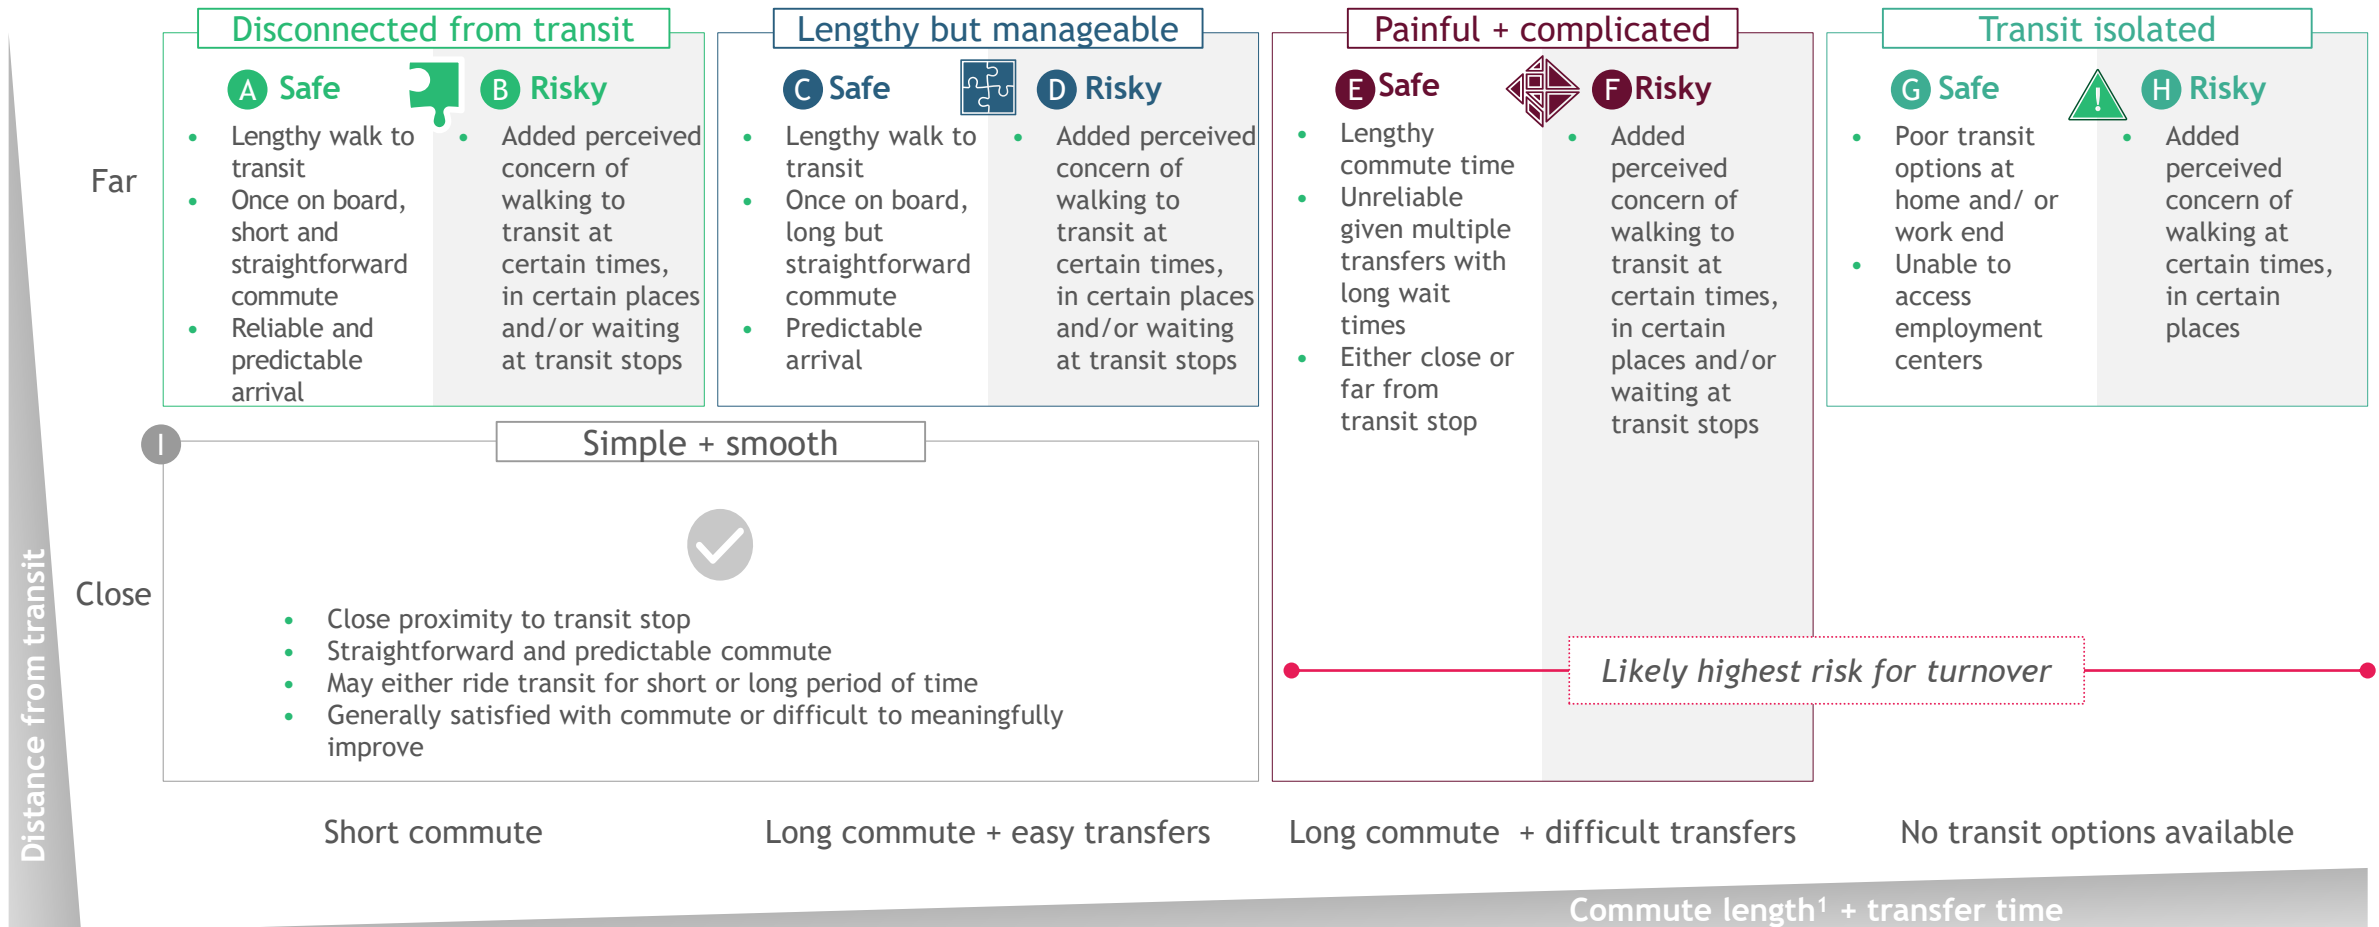 Disconnected from transit
A Safe
Lengthy walk to
transit
Once on board,
short and
straightforward
commute
Reliable and
predictable
arrival
B Risky
Added perceived
concern of
walking to
transit at
certain times,
in certain places
and/or waiting
at transit stops
Lengthy but manageable
C Safe
Lengthy walk to
transit
Once on board,
long but
straightforward
commute
Predictable
arrival
D Risky
Added perceived
concern of
walking to
transit at
certain times,
in certain places
and/or waiting
at transit stops
Painful + complicated
E Safe
Lengthy
commute time
Unreliable
given multiple
transfers with
long wait
times
Either close or
far from
transit stop
F Risky
Added
perceived
concern of
walking to
transit at
certain times,
in certain
places and/or
waiting at
transit stops
Transit isolated
G Safe
Poor transit
options at
home and/ or
work end
Unable to
access
employment
centers
!
H Risky
Added
perceived
concern of
walking at
certain times,
in certain
places
Far
I
Simple + smooth
Close proximity to transit stop
Straightforward and predictable commute
May either ride transit for short or long period of time
Generally satisfied with commute or difficult to meaningfully
improve
Close
Likely highest risk for turnover
Distance from transit
Short commute
Long commute + easy transfers
Long commute + difficult transfers
No transit options available
Commute length¹ + transfer time